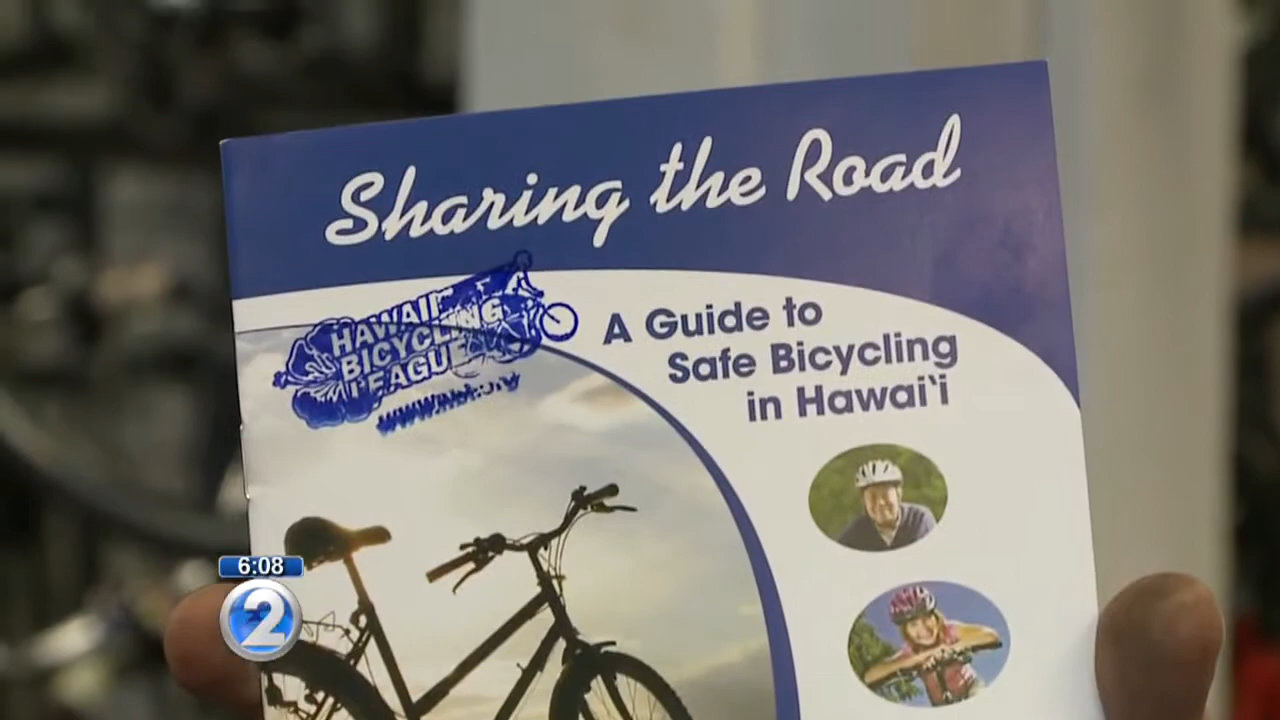 Sharing the Road
HAWAII
BICYCLING
LEAGUE
A Guide to
Safe Bicycling
in Hawai‘i
6:08
2